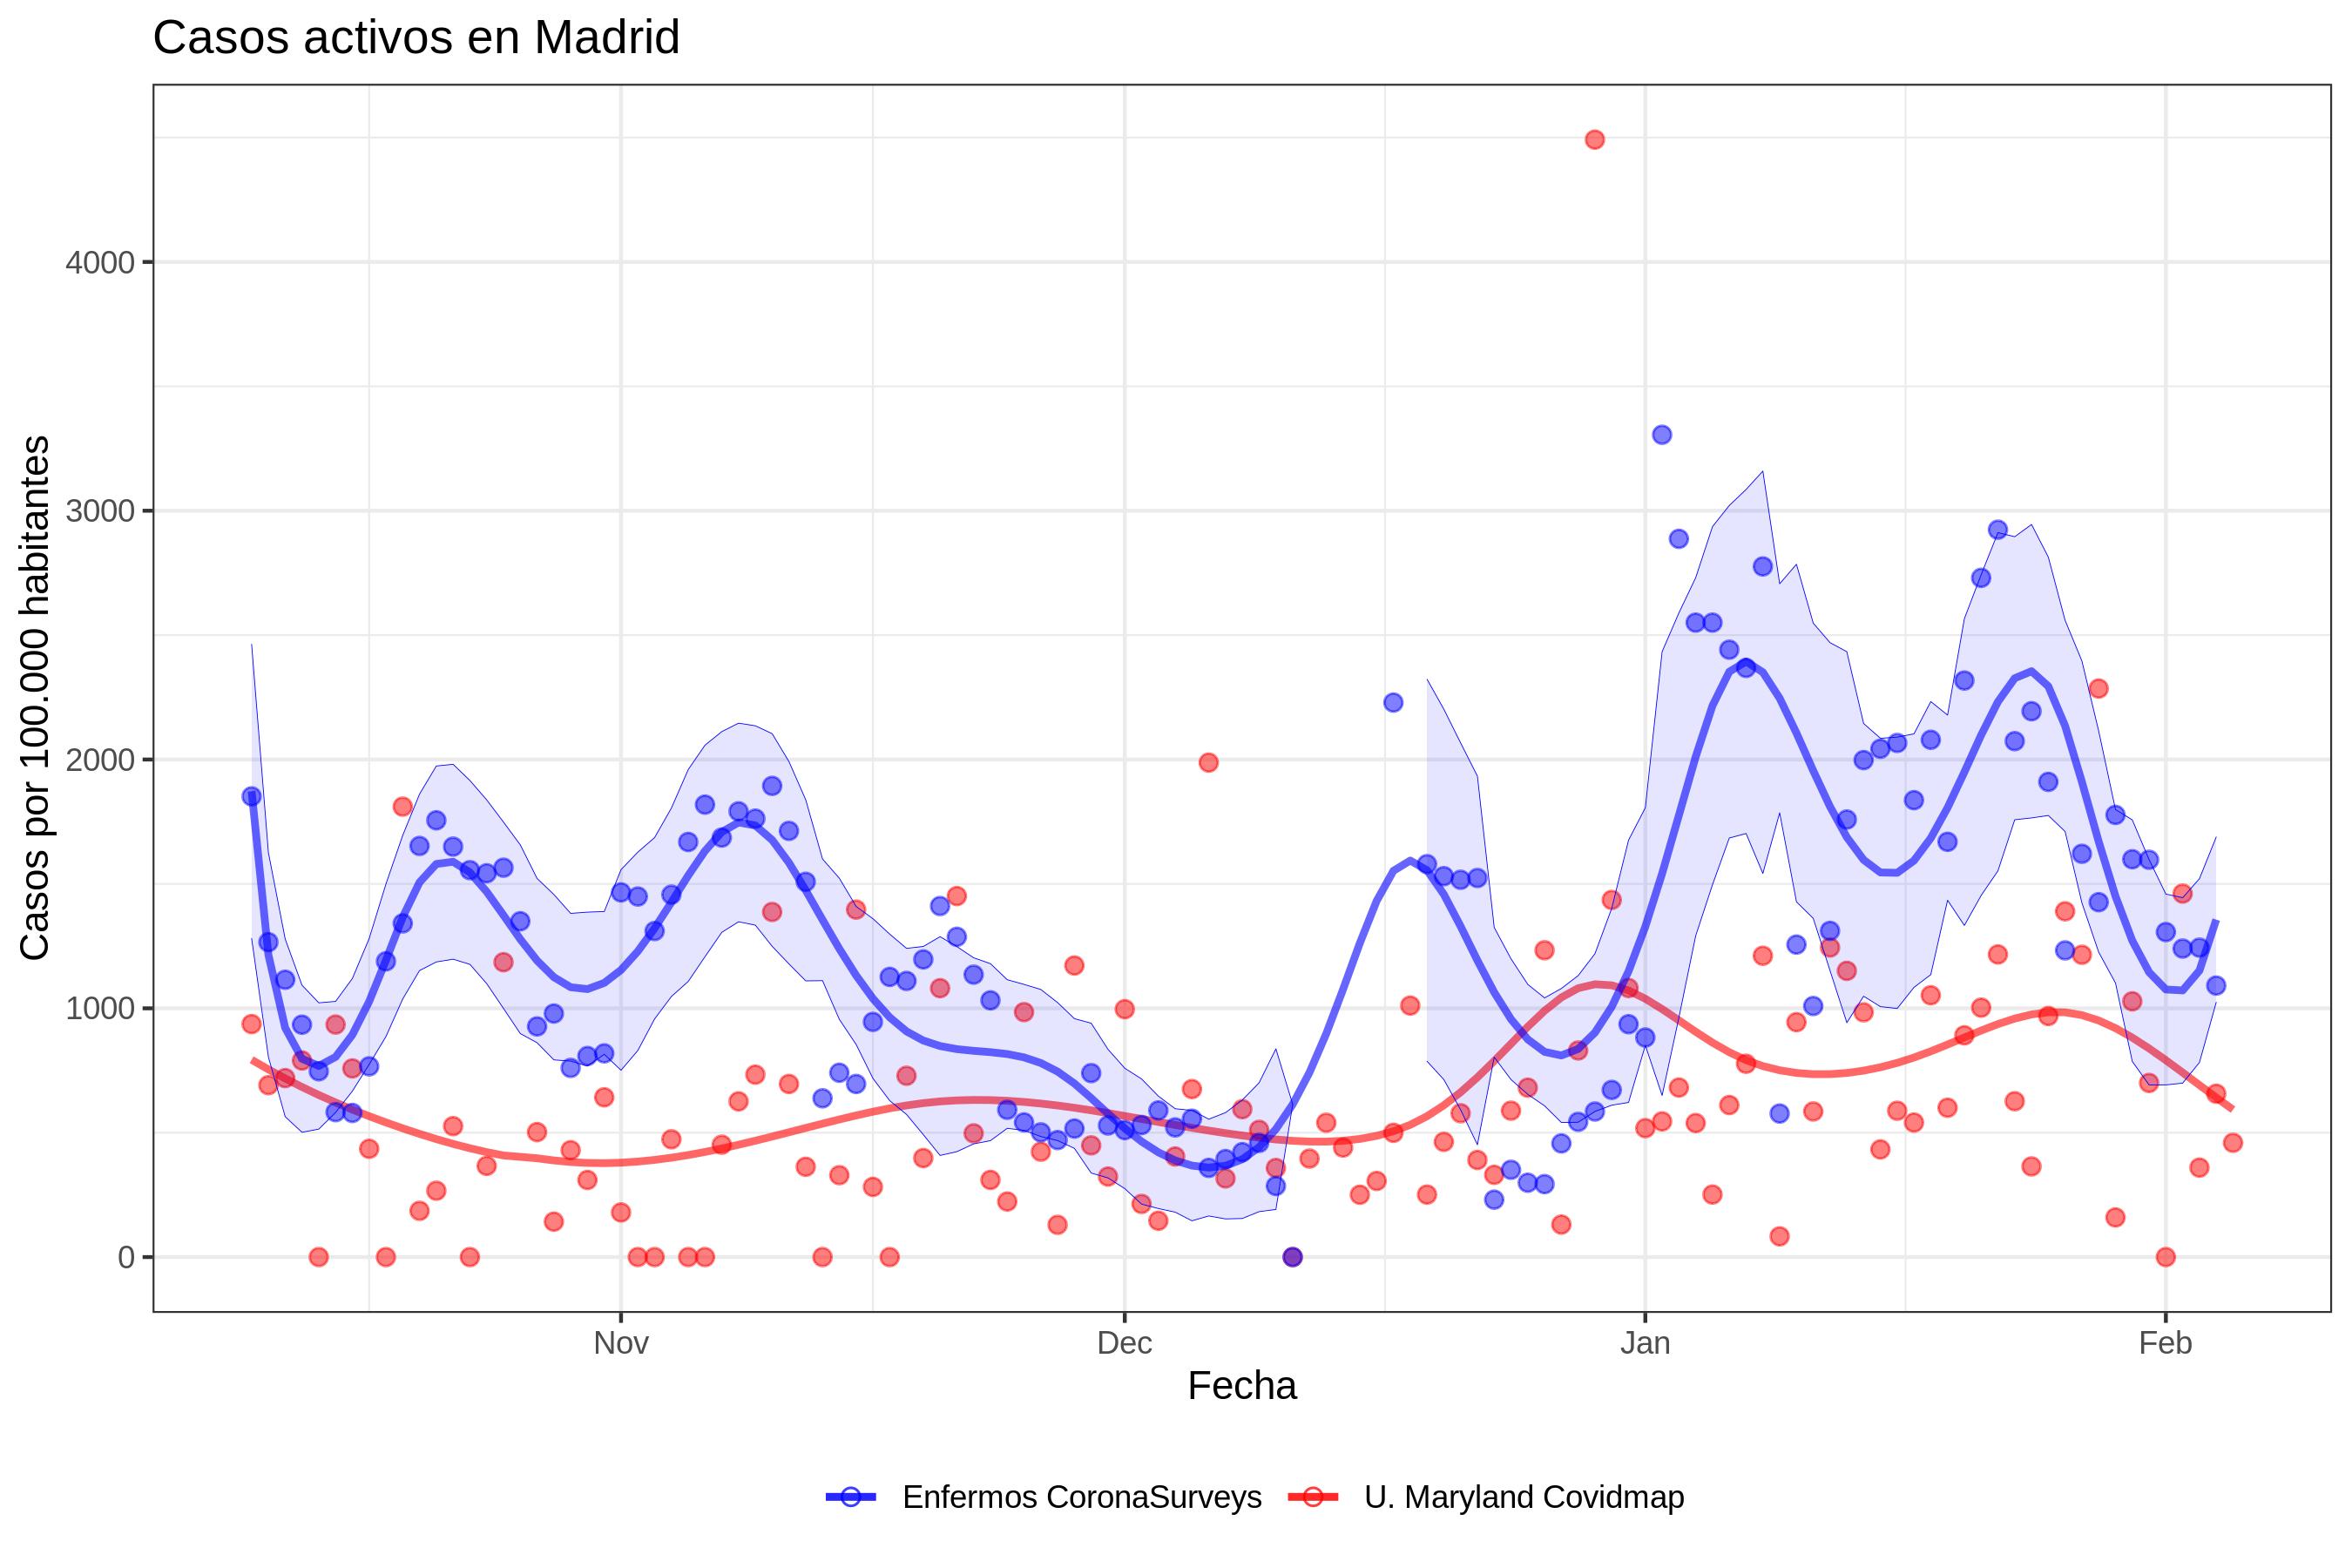 Casos activos en Madrid
Casos por 100.000 habitantes
4000
3000
2000
1000
0
Nov Dec Jan Feb
Fecha
Enfermos CoronaSurveys U. Maryland Covidmap